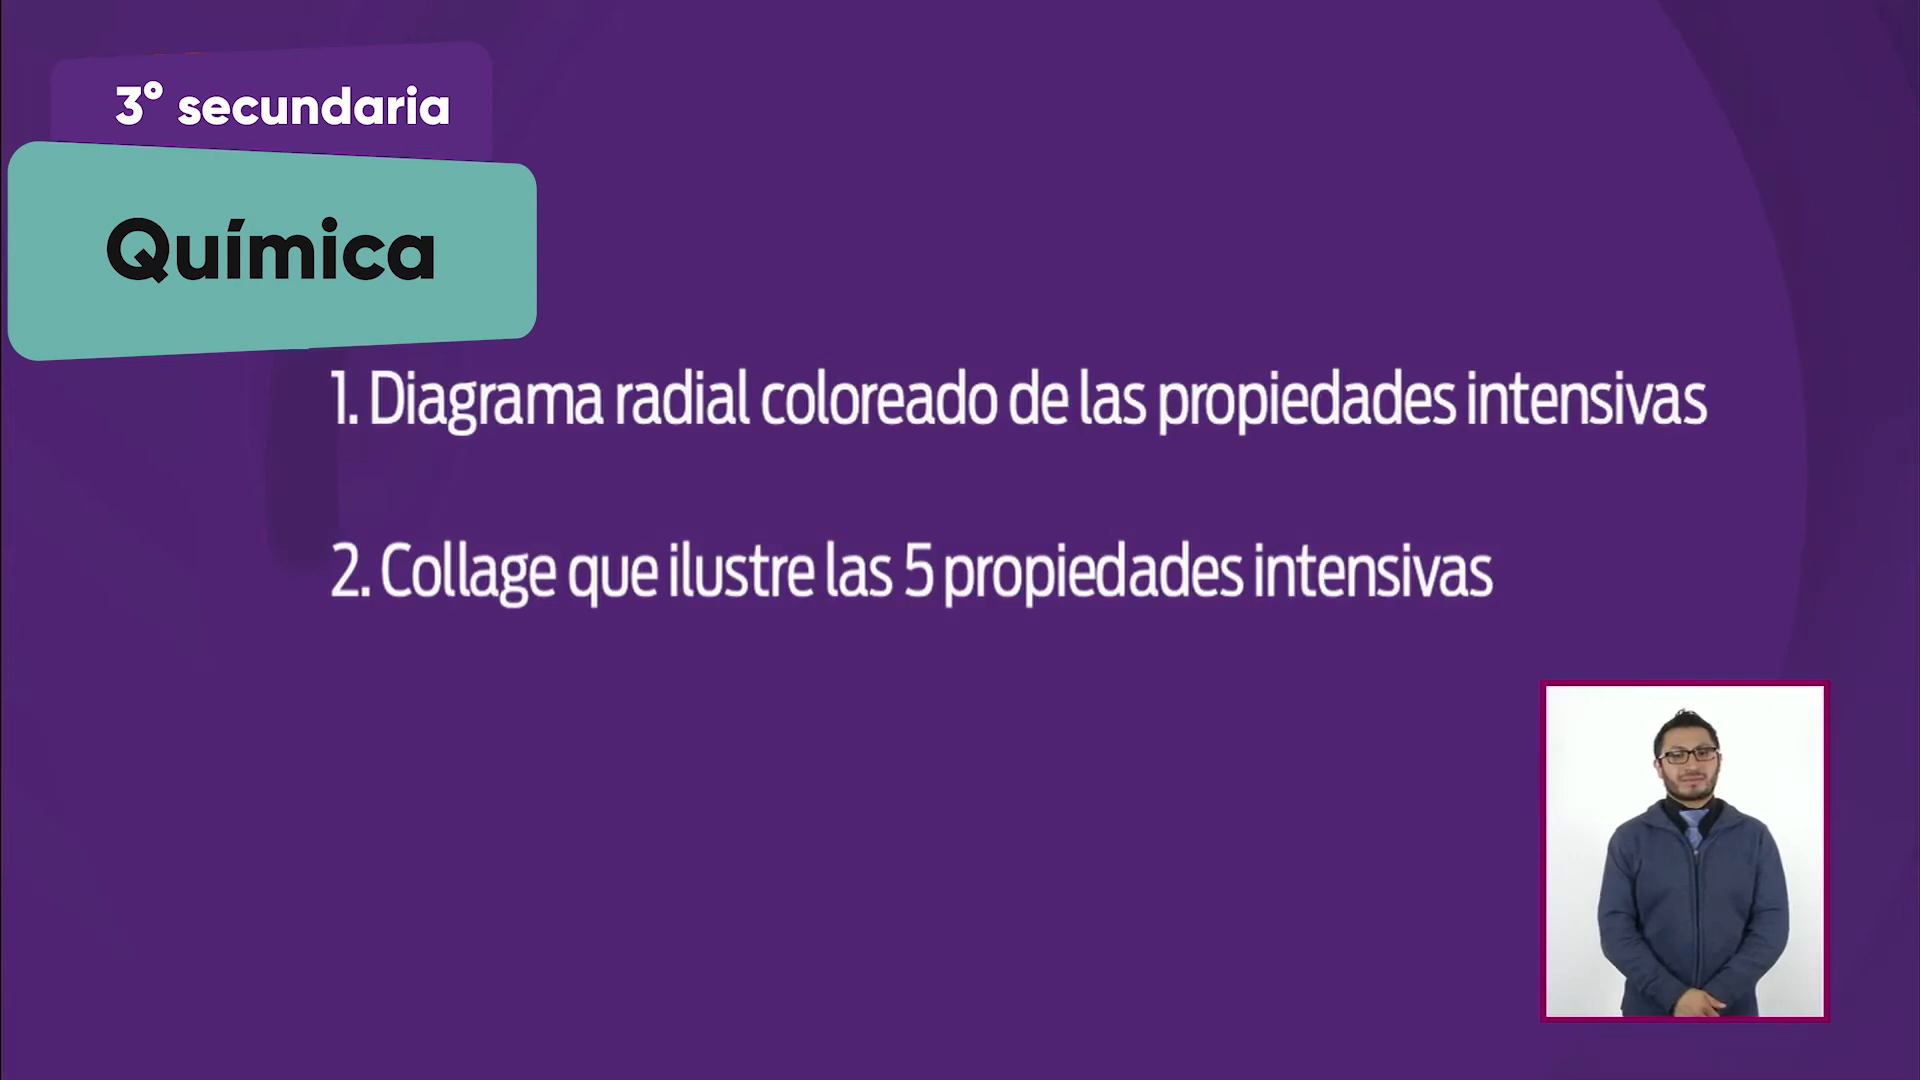 3° secundaria
Química
1. Diagrama radial coloreado de las propiedades intensivas
2. Collage que ilustre las 5 propiedades intensivas